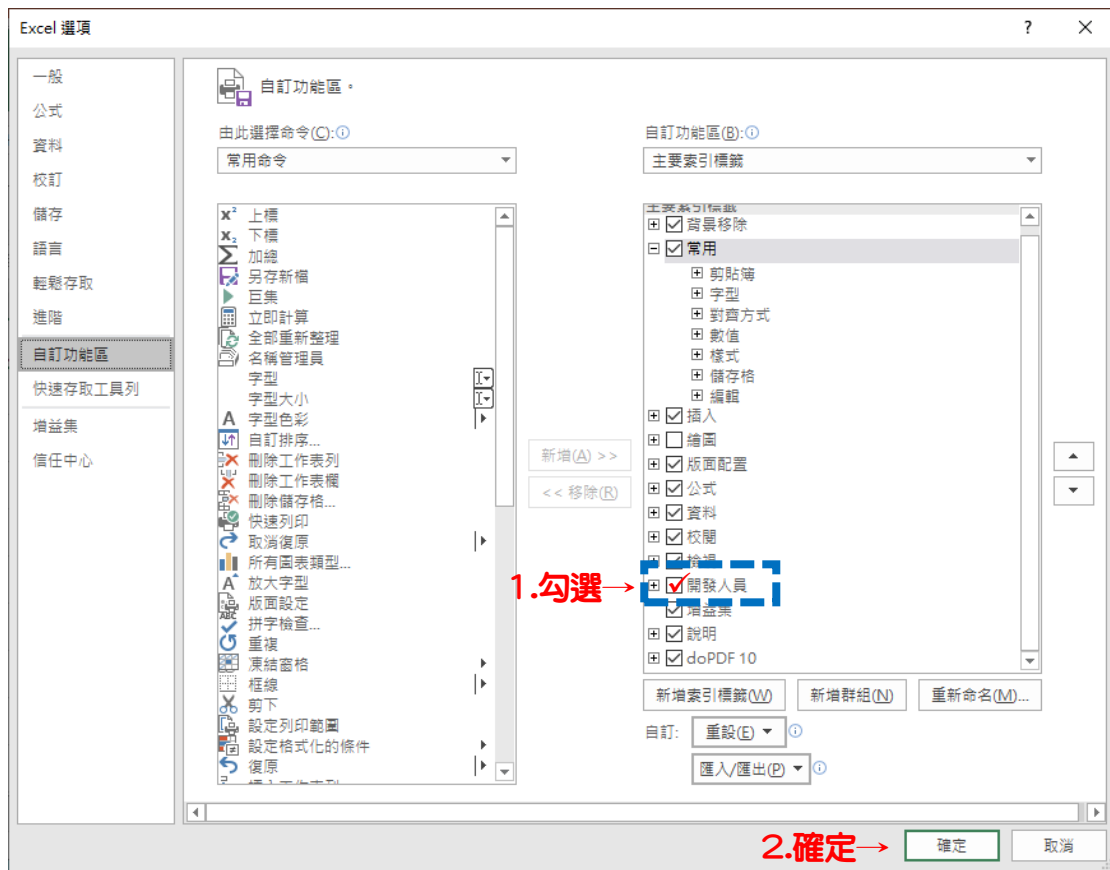 Excel 選項
?
一般
公式
資料
校訂
儲存
語言
輕鬆存取
進階
自訂功能區
快速存取工具列
增益集
信任中心
自訂功能區。
由此選擇命令(C):
常用命令
上標
下標
加總
另存新檔
巨集
立即計算
全部重新整理
名稱管理員
字型
字型大小
字型色彩
自訂排序...
刪除工作表列
刪除工作表欄
刪除儲存格...
快速列印
取消復原
所有圖表類型...
放大字型
版面設定
拼字檢查...
重複
凍結窗格
框線
剪下
設定列印範圍
設定格式化的條件
復原
新增(A) >>
<< 移除(R)
自訂功能區(B):
主要索引標籤
主要索引標籤
背景移除
常用
剪貼簿
字型
對齊方式
數值
樣式
儲存格
編輯
插入
繪圖
版面配置
公式
資料
校閱
檢視
1.勾選→
開發人員
增益集
說明
doPDF 10
新增索引標籤(W)
新增群組(N)
重新命名(M)...
自訂:
重設(E)
匯入/匯出(P)
2.確定→
確定
取消